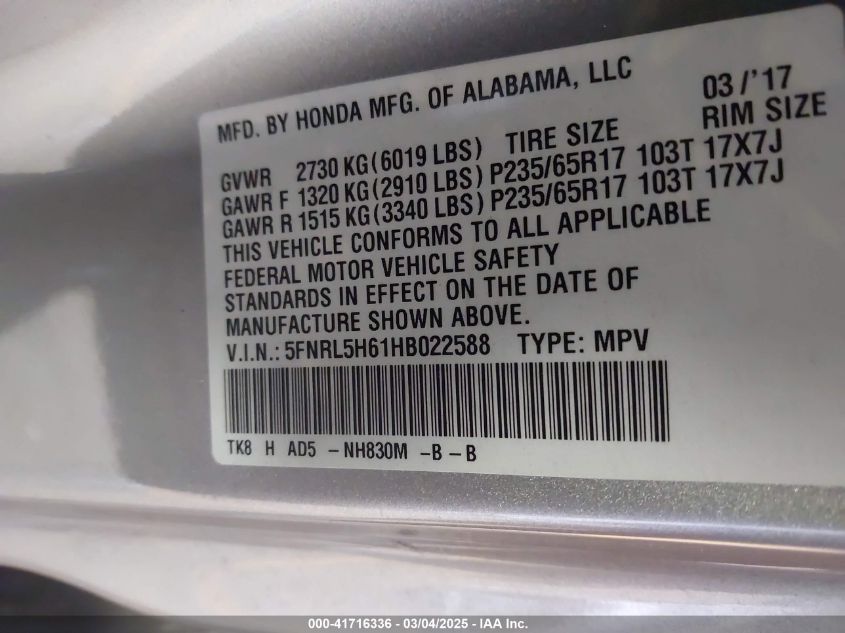 MFD. BY HONDA MFG. OF ALABAMA, LLC 03/'17
GVWR 2730 KG(6019 LBS) TIRE SIZE RIM SIZE
GAWR F 1320 KG(2910 LBS) P235/65R17 103T 17X7J
GAWR R 1515 KG(3340 LBS) P235/65R17 103T 17X7J
THIS VEHICLE CONFORMS TO ALL APPLICABLE
FEDERAL MOTOR VEHICLE SAFETY
STANDARDS IN EFFECT ON THE DATE OF
MANUFACTURE SHOWN ABOVE.
V.I.N.: 5FNRL5H61HB022588 TYPE: MPV
TK8 H AD5 -NH830M -B-B
000-41716336 | 03/04/2025 - IAA Inc.